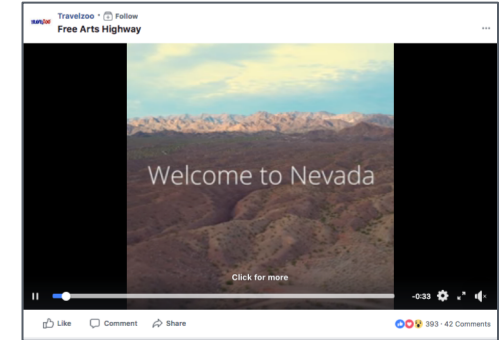 TRAVELZOO
Travelzoo · Follow
Free Arts Highway
Welcome to Nevada
Click for more
-0:33
Like Comment Share 393 · 42 Comments